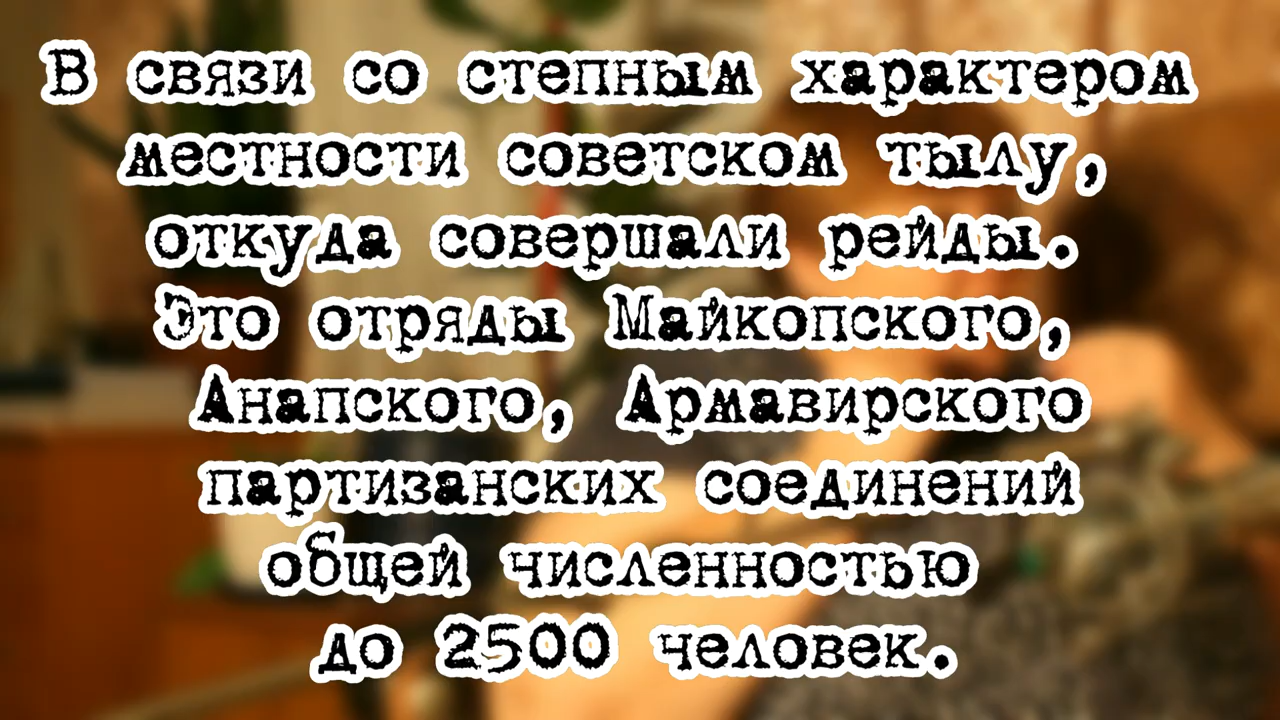 В связи со степным характером
местности советском тылу,
откуда совершали рейды.
Это отряды Майкопского,
Анапского, Армавирского
партизанских соединений
общей численностью
до 2500 человек.